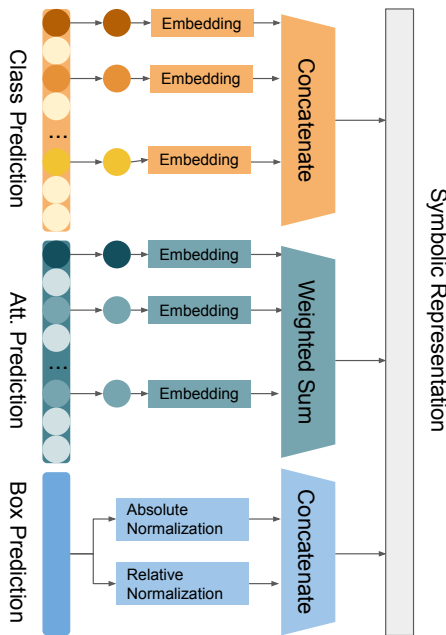 Class Prediction
...
Embedding
Embedding
Embedding
Concatenate
Att. Prediction
...
Embedding
Embedding
Embedding
Weighted Sum
Box Prediction
Absolute
Normalization
Relative
Normalization
Concatenate
Symbolic Representation